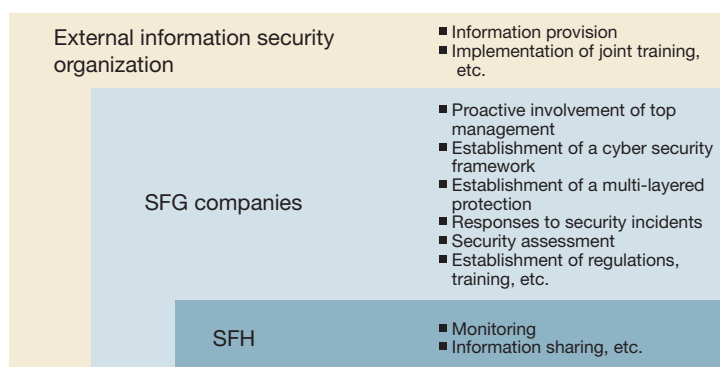 External information security
organization
■ Information provision
■ Implementation of joint training,
etc.
SFG companies
■ Proactive involvement of top
management
■ Establishment of a cyber security
framework
■ Establishment of a multi-layered
protection
■ Responses to security incidents
■ Security assessment
■ Establishment of regulations,
training, etc.
SFH
■ Monitoring
■ Information sharing, etc.